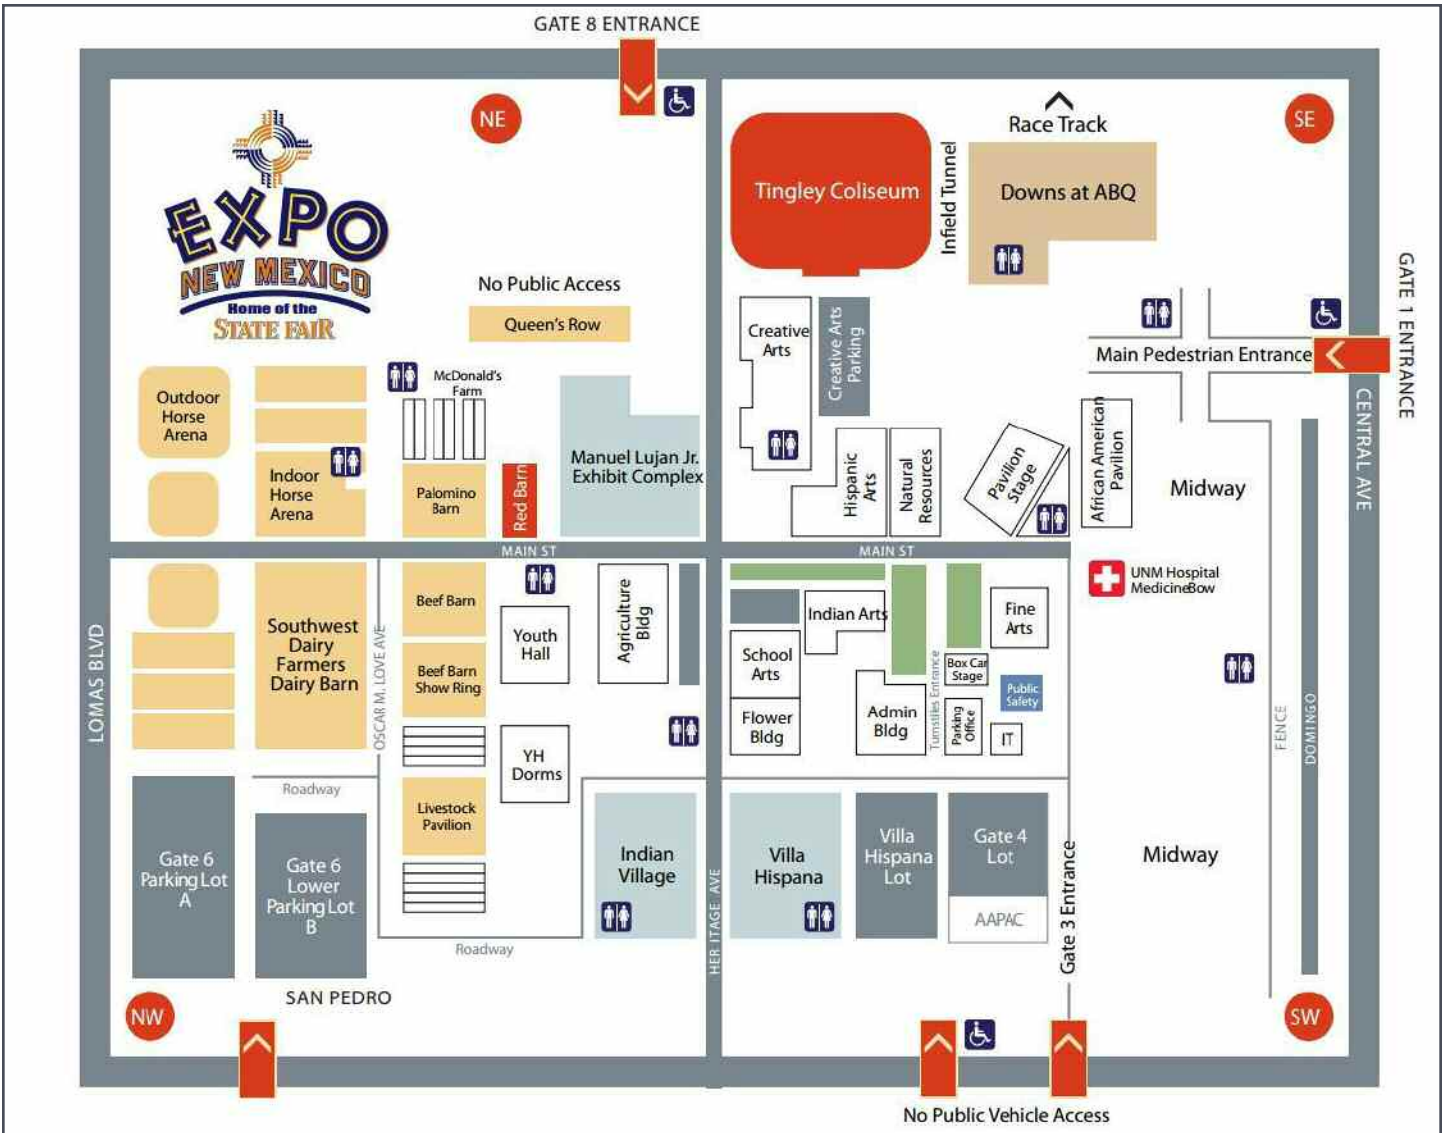 GATE 8 ENTRANCE
NE
SE
EXPO
NEW MEXICO
Home of the
STATE FAIR
Race Track
Tingley Coliseum
Infield Tunnel
Downs at ABQ
No Public Access
Queen's Row
Creative
Arts
Creative Arts
Parking
Main Pedestrian Entrance
GATE 1 ENTRANCE
CENTRAL AVE
Outdoor
Horse
Arena
McDonald's
Farm
Indoor
Horse
Arena
Palomino
Barn
Red Barn
Manuel Lujan Jr.
Exhibit Complex
Hispanic
Arts
Natural
Resources
Pavilion
Stage
African American
Pavilion
Midway
MAIN ST
MAIN ST
UNM Hospital
MedicineBow
LOMAS BLVD
Southwest
Dairy
Farmers
Dairy Barn
OSCAR M. LOVE AVE
Beef Barn
Beef Barn
Show Ring
Youth
Hall
Agriculture
Bldg
YH
Dorms
Indian Arts
School
Arts
Flower
Bldg
Admin
Bldg
Turnstiles Entrance
Fine
Arts
Box Car
Stage
Public
Safety
Parking
Office
IT
FENCE
DOMINGO
Roadway
Livestock
Pavilion
Gate 6
Parking Lot
A
Gate 6
Lower
Parking Lot
B
Indian
Village
HERITAGE AVE
Villa
Hispana
Villa
Hispana
Lot
Gate 4
Lot
AAPAC
Gate 3 Entrance
Midway
Roadway
SAN PEDRO
NW
SW
No Public Vehicle Access